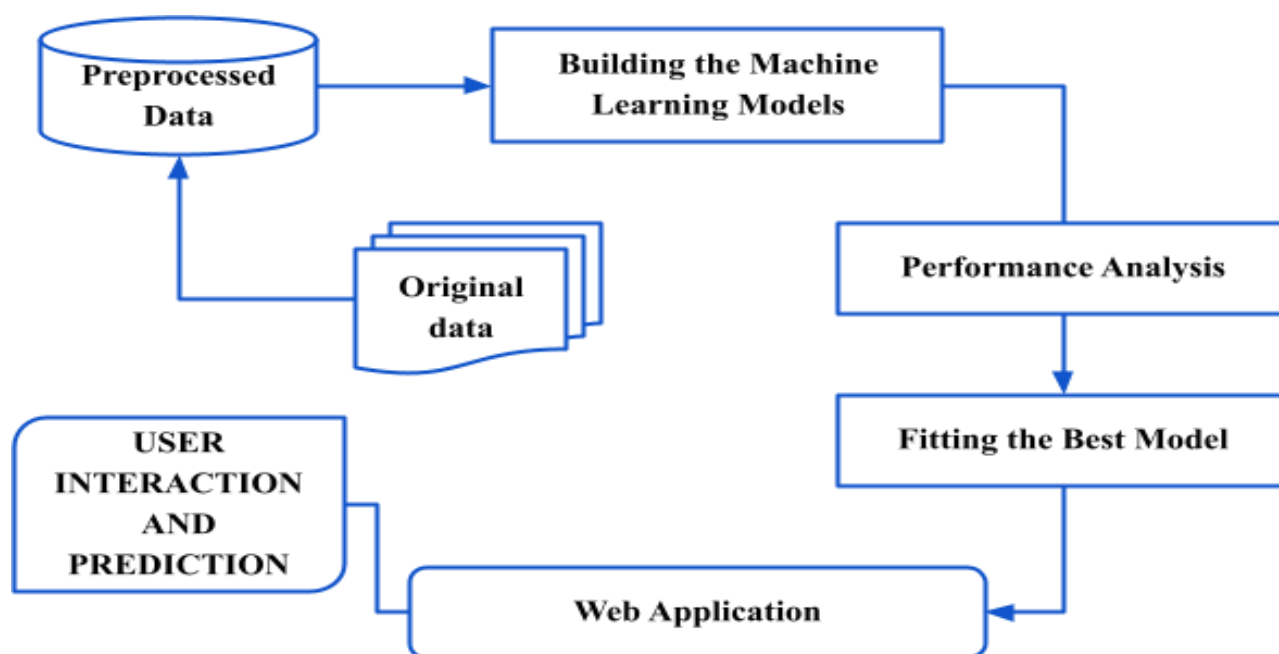 Preprocessed
Data
Building the Machine
Learning Models
Original
data
Performance Analysis
Fitting the Best Model
USER
INTERACTION
AND
PREDICTION
Web Application